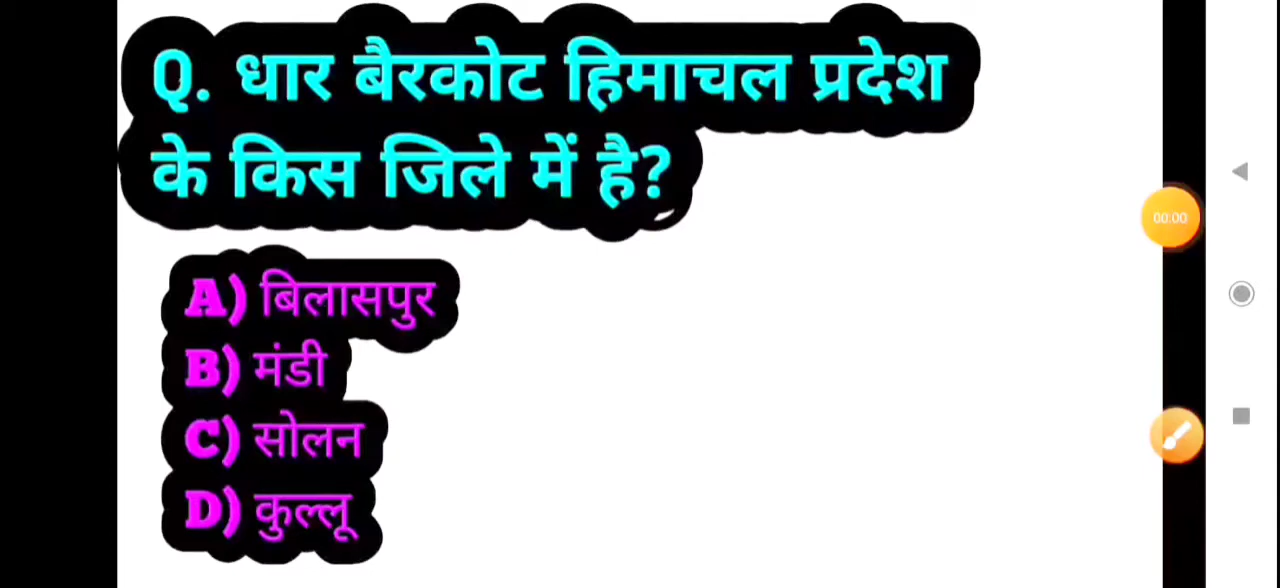 Q. धार बैरकोट हिमाचल प्रदेश
के किस जिले में है?
A) बिलासपुर
B) मंडी
C) सोलन
D) कुल्लू
00:00